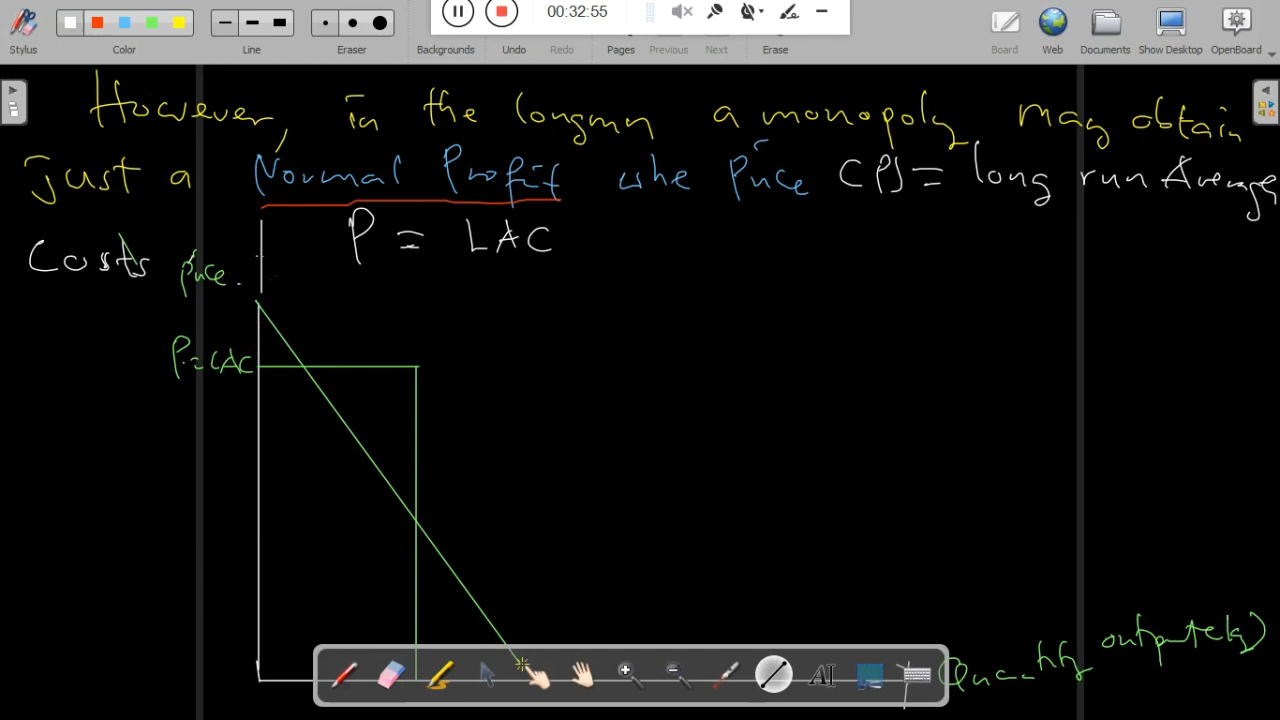 00:32:55
Stylus Color Line Eraser Backgrounds Undo Redo Pages Previous Next Erase Board Web Documents Show Desktop OpenBoard
However, in the longrun a monopoly may obtain
just a Normal Profit whe Price (P) = long run Average
Costs P = LAC
Price
P=LAC
Quantity output(q)
AI